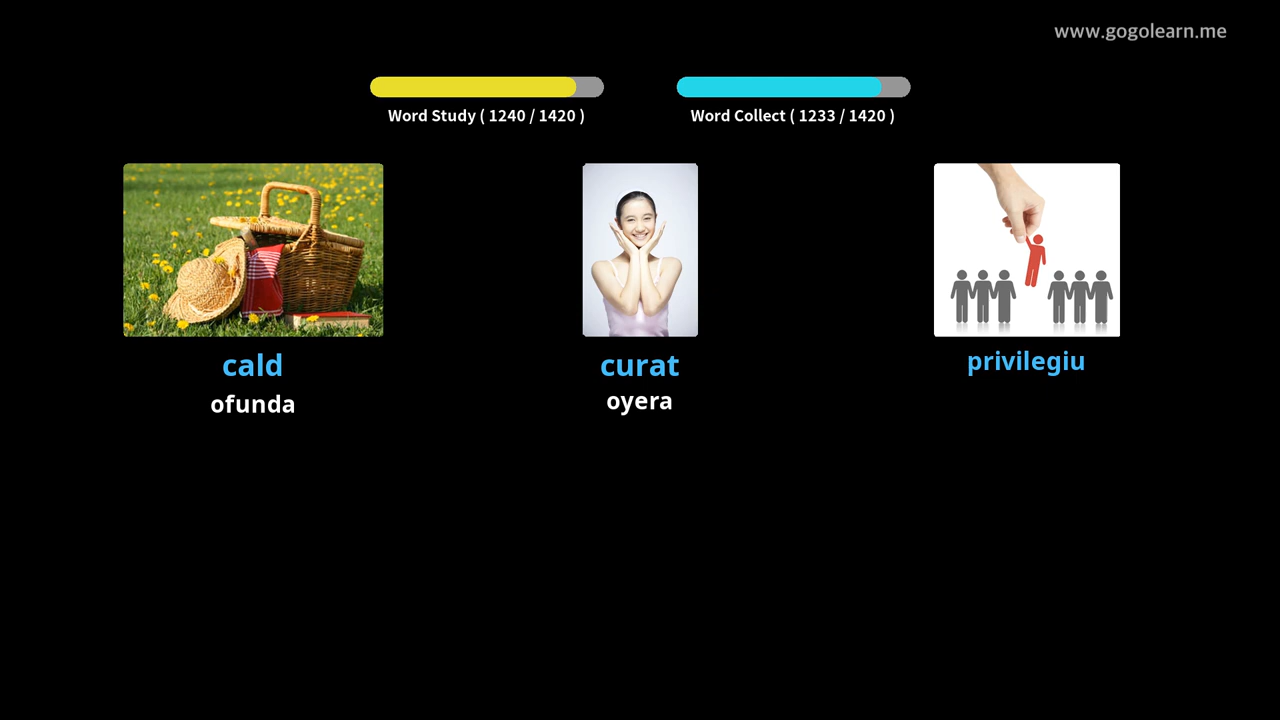 www.gogolearn.me
Word Study ( 1240 / 1420 )
Word Collect ( 1233 / 1420 )
cald
ofunda
curat
oyera
privilegiu